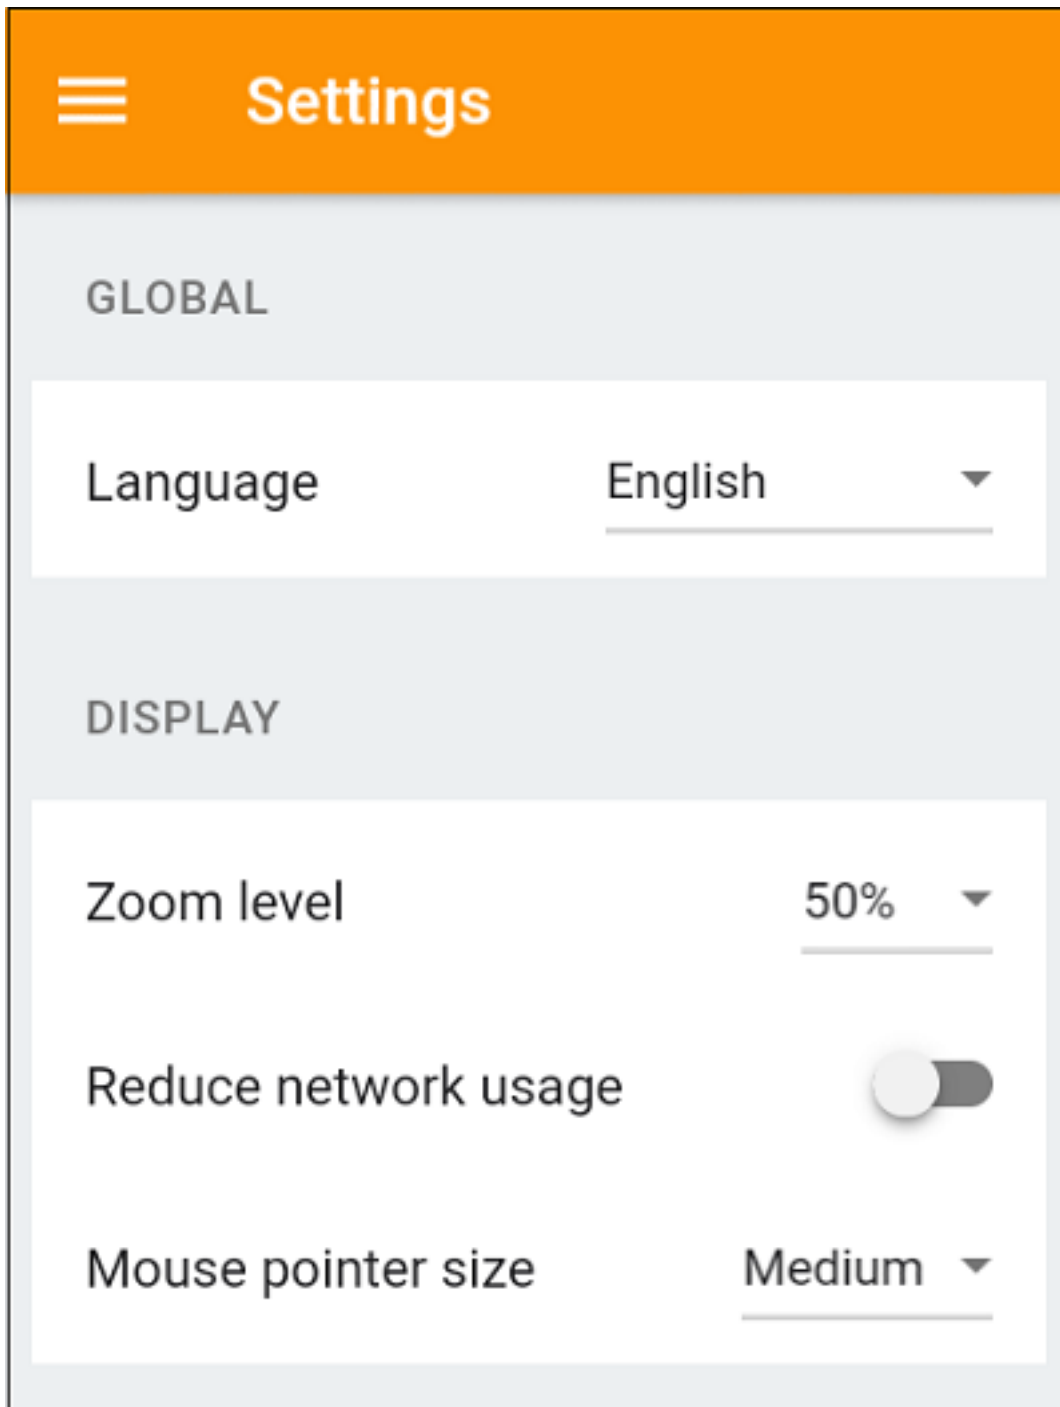 Settings
GLOBAL
Language English
DISPLAY
Zoom level 50%
Reduce network usage
Mouse pointer size Medium